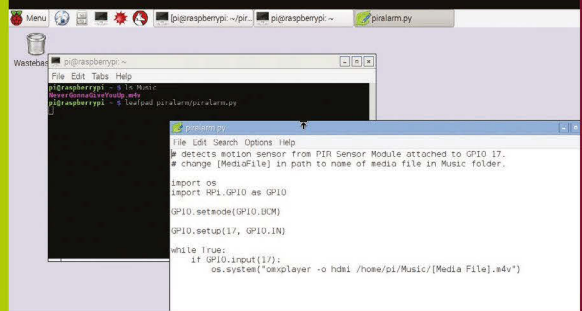 Menu [pi@raspberrypi: ~/pir... pi@raspberrypi: ~ piralarm.py
Wastebas
pi@raspberrypi: ~
File Edit Tabs Help
pi@raspberrypi ~ $ ls Music
NeverGonnaGiveYouUp.m4v
pi@raspberrypi ~ $ leafpad piralarm/piralarm.py
piralarm.py
File Edit Search Options Help
# detects motion sensor from PIR Sensor Module attached to GPIO 17.
# change [MediaFile] in path to name of media file in Music folder.
import os
import RPi.GPIO as GPIO
GPIO.setmode(GPIO.BCM)
GPIO.setup(17, GPIO.IN)
while True:
if GPIO.input(17):
os.system("omxplayer -o hdmi /home/pi/Music/[Media File].m4v")